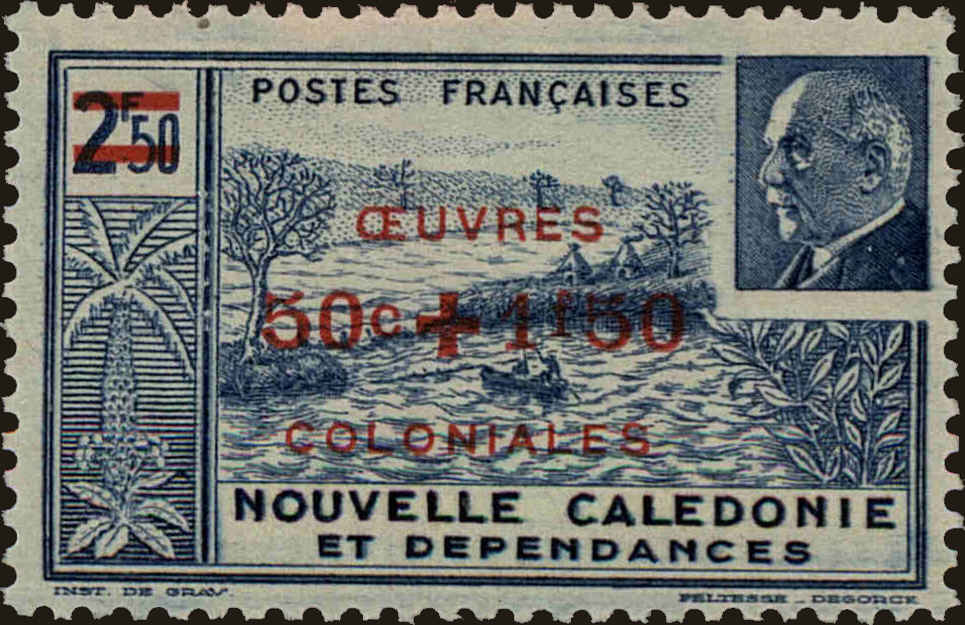 POSTES FRANÇAISES
2F50
ŒUVRES
50c + 1f50
COLONIALES
NOUVELLE CALEDONIE
ET DEPENDANCES
INST. DE GRAV.
FELTESSE _ DEGORCE